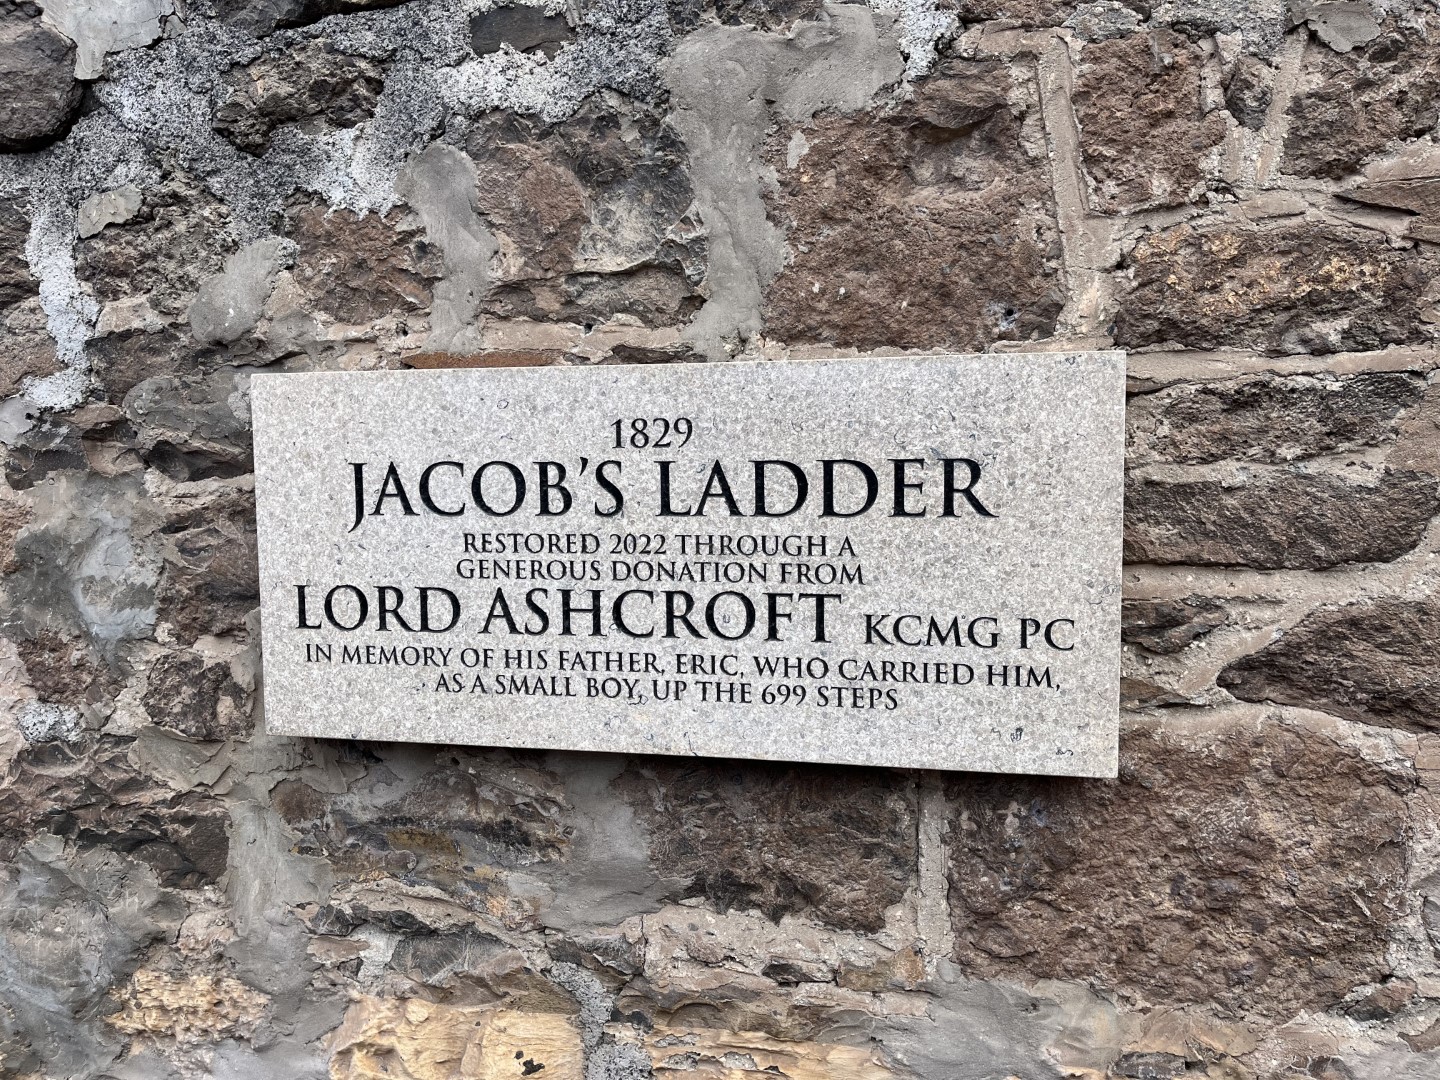 1829
JACOB'S LADDER
RESTORED 2022 THROUGH A
GENEROUS DONATION FROM
LORD ASHCROFT KCMG PC
IN MEMORY OF HIS FATHER, ERIC, WHO CARRIED HIM,
AS A SMALL BOY, UP THE 699 STEPS